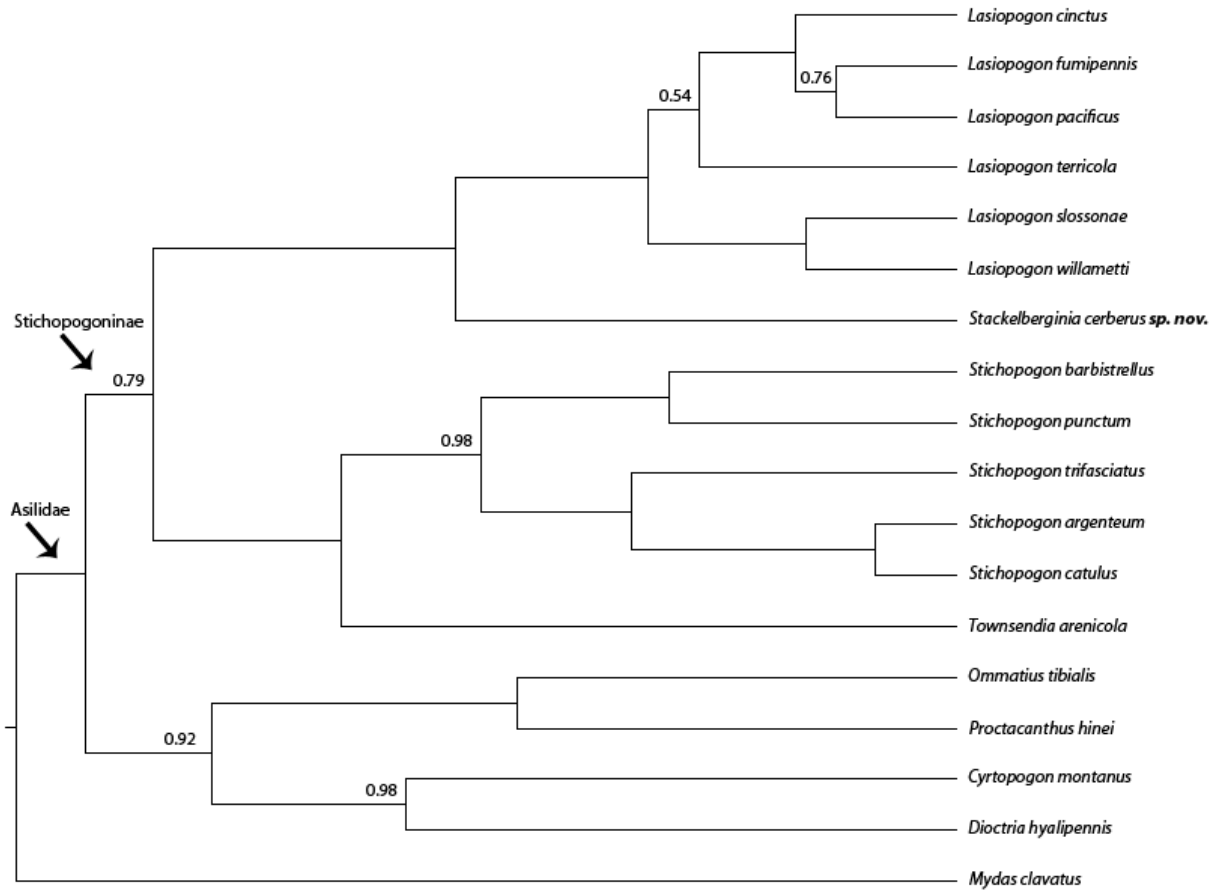 Lasiopogon cinctus
Lasiopogon fumipennis
0.76
0.54
Lasiopogon pacificus
Lasiopogon terricola
Lasiopogon slossonae
Lasiopogon willametti
Stackelberginia cerberus sp. nov.
Stichopogoninae
0.79
Stichopogon barbistrellus
Stichopogon punctum
0.98
Stichopogon trifasciatus
Asilidae
Stichopogon argenteum
Stichopogon catulus
Townsendia arenicola
Ommatius tibialis
Proctacanthus hinei
0.92
Cyrtopogon montanus
0.98
Dioctria hyalipennis
Mydas clavatus